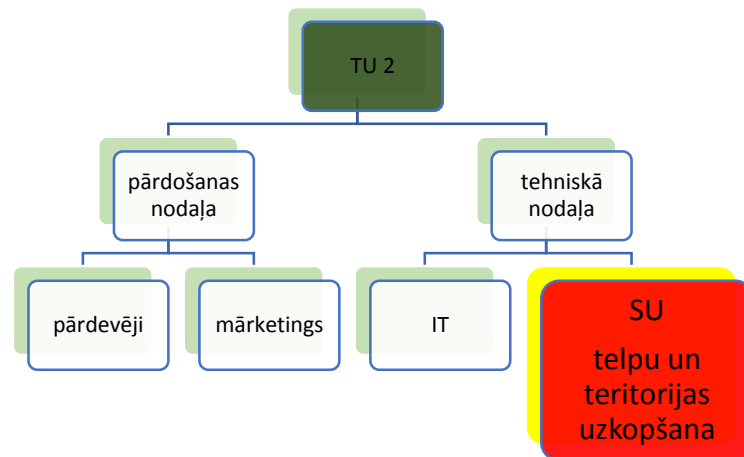 TU 2
pārdošanas
nodaļa
tehniskā
nodaļa
pārdevēji
mārketings
IT
SU
telpu un
teritorijas
uzkopšana